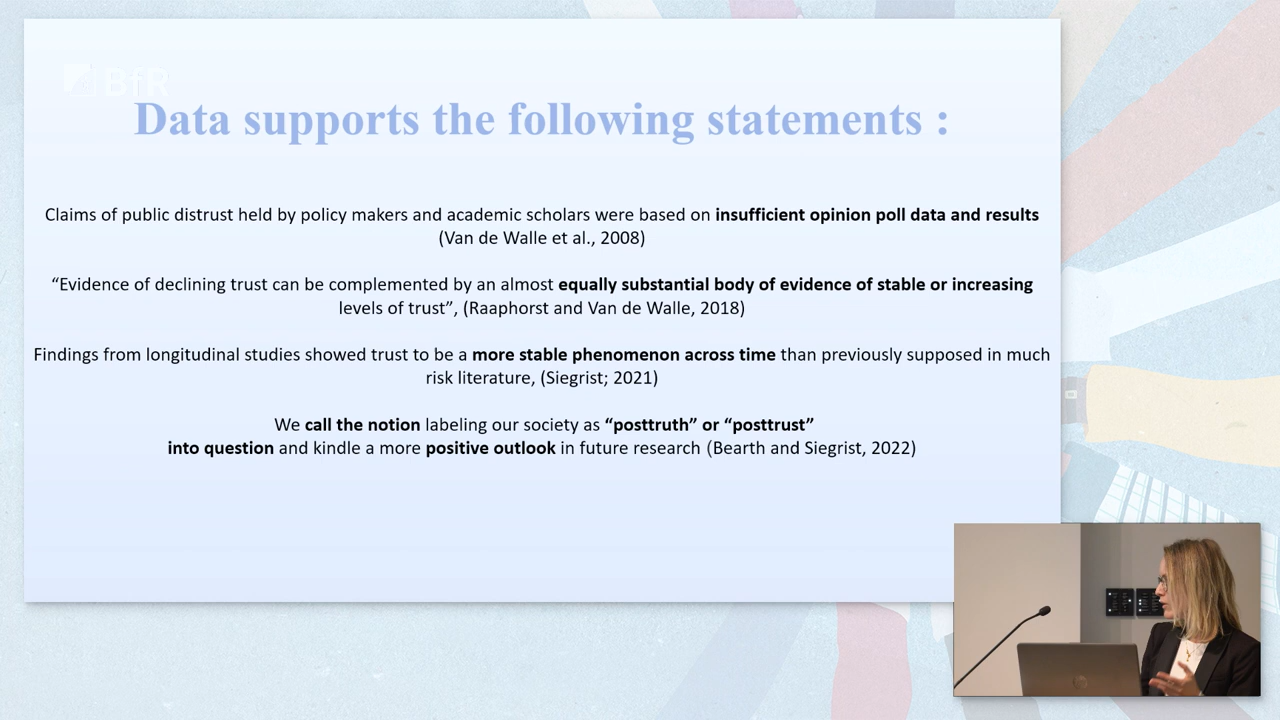 BfR
Data supports the following statements :
Claims of public distrust held by policy makers and academic scholars were based on insufficient opinion poll data and results
(Van de Walle et al., 2008)
“Evidence of declining trust can be complemented by an almost equally substantial body of evidence of stable or increasing
levels of trust”, (Raaphorst and Van de Walle, 2018)
Findings from longitudinal studies showed trust to be a more stable phenomenon across time than previously supposed in much
risk literature, (Siegrist; 2021)
We call the notion labeling our society as “posttruth” or “posttrust”
into question and kindle a more positive outlook in future research (Bearth and Siegrist, 2022)